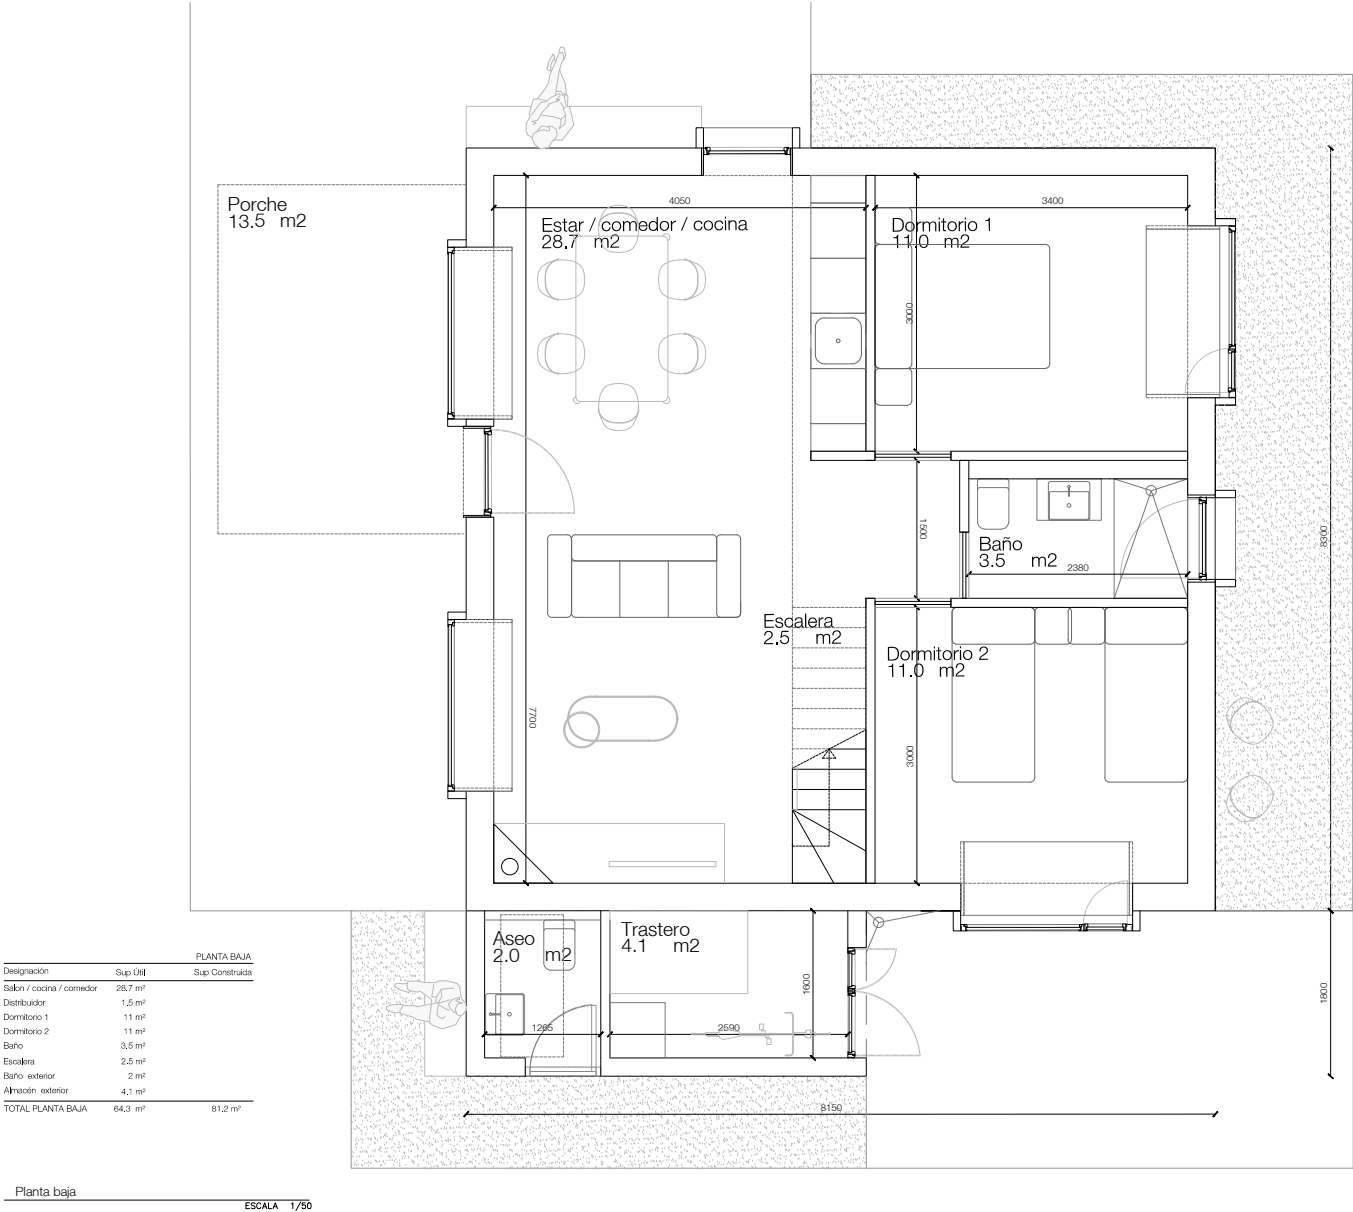 Porche
13.5 m2
4050
3400
Estar / comedor / cocina
28.7 m2
Dormitorio 1
11.0 m2
3000
1500
8300
Baño
3.5 m2
2380
Escalera
2.5 m2
Dormitorio 2
11.0 m2
7700
3000
Aseo
2.0 m2
Trastero
4.1 m2
1600
1800
1265
2590
8150
PLANTA BAJA
Designación Sup Útil Sup Construida
Salon / cocina / comedor 28.7 m²
Distribuidor 1,5 m²
Dormitorio 1 11 m²
Dormitorio 2 11 m²
Baño 3,5 m²
Escalera 2.5 m²
Baño exterior 2 m²
Almacén exterior 4.1 m²
TOTAL PLANTA BAJA 64.3 m² 81.2 m²
Planta baja
ESCALA 1/50